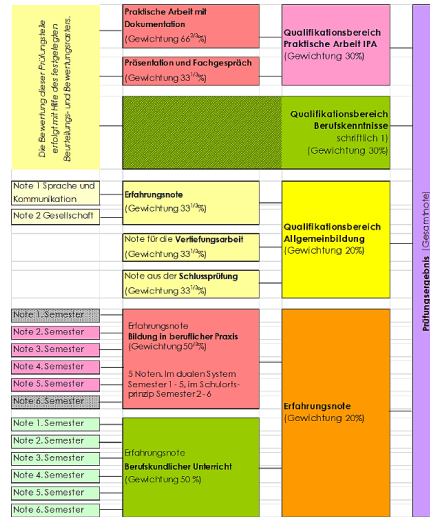 Die Bewertung dieser Prüfungsteile
erfolgt mit Hilfe des festgelegten
Beurteilungs- und Bewertungsrasters.
Praktische Arbeit mit
Dokumentation
(Gewichtung 66²/³%)
Präsentation und Fachgespräch
(Gewichtung 33¹/³%)
Qualifikationsbereich
Praktische Arbeit IPA
(Gewichtung 30%)
Qualifikationsbereich
Berufskenntnisse
schriftlich 1)
(Gewichtung 30%)
Note 1 Sprache und
Kommunikation
Note 2 Gesellschaft
Erfahrungsnote
(Gewichtung 33¹/³%)
Note für die Vertiefungsarbeit
(Gewichtung 33¹/³%)
Note aus der Schlussprüfung
(Gewichtung 33¹/³%)
Qualifikationsbereich
Allgemeinbildung
(Gewichtung 20%)
Note 1. Semester
Note 2. Semester
Note 3. Semester
Note 4. Semester
Note 5. Semester
Note 6. Semester
Erfahrungsnote
Bildung in beruflicher Praxis
5 Noten. Im dualen System
Semester 1 - 5, im Schulorts-
prinzip Semester 2 - 6
Note 1. Semester
Note 2. Semester
Note 3. Semester
Note 4. Semester
Note 5. Semester
Note 6. Semester
Erfahrungsnote
Berufskundlicher Unterricht
(Gewichtung 50 %)
Erfahrungsnote
(Gewichtung 20%)
Prüfungsergebnis (Gesamtnote)